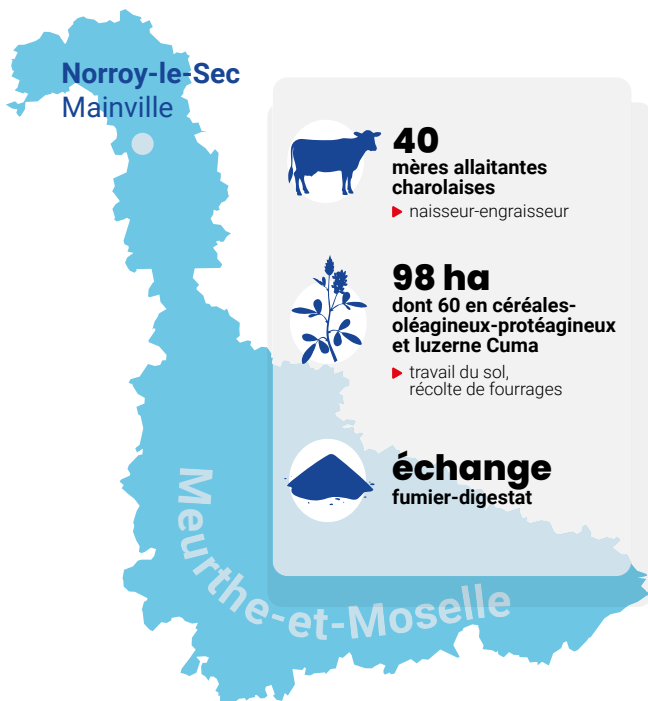 Norroy-le-Sec
Mainville
40
mères allaitantes
charolaises
naisseur-engraisseur
98 ha
dont 60 en céréales-
oléagineux-protéagineux
et luzerne Cuma
travail du sol,
récolte de fourrages
échange
fumier-digestat
Meurthe-et-Moselle